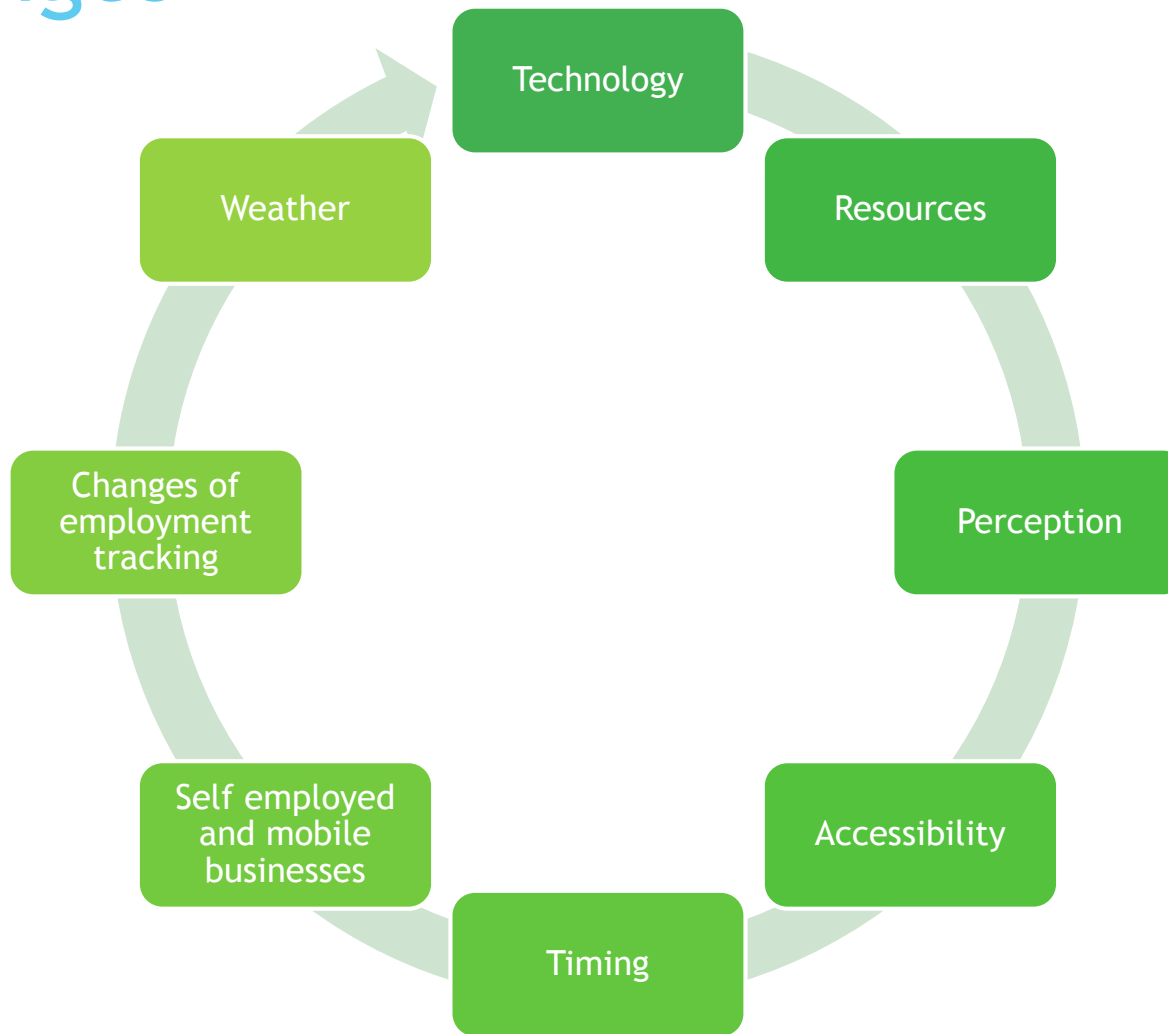 Technology
Resources
Perception
Accessibility
Timing
Self employed
and mobile
businesses
Changes of
employment
tracking
Weather